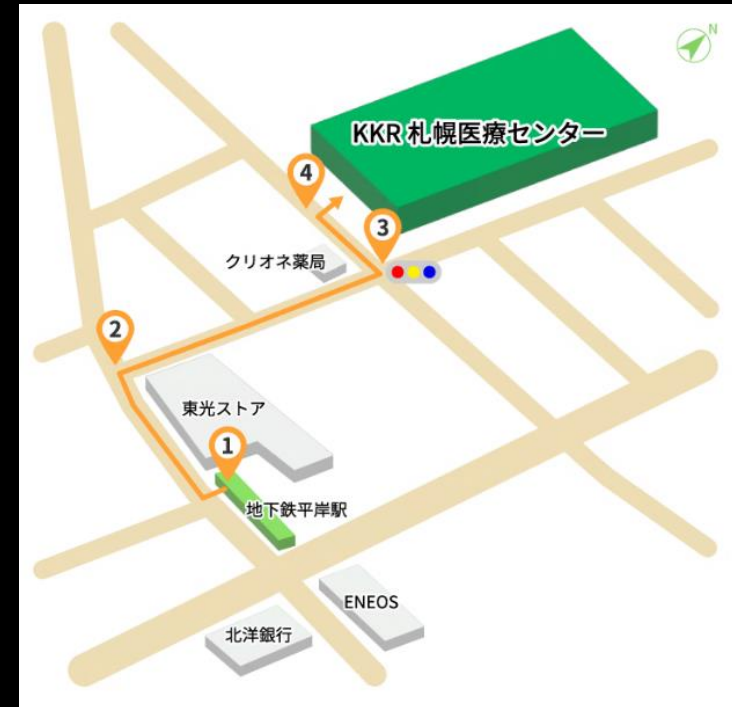 N
KKR 札幌医療センター
4
3
クリオネ薬局
2
東光ストア
1
地下鉄平岸駅
ENEOS
北洋銀行